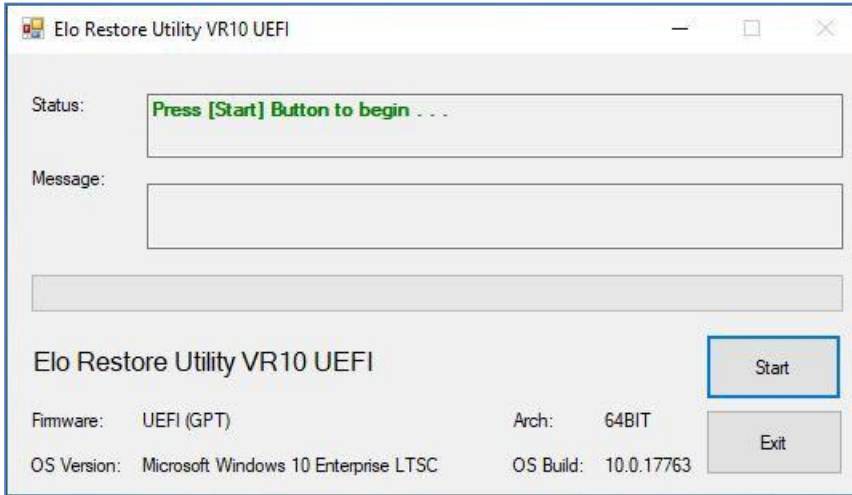 Elo Restore Utility VR10 UEFI
Status:
Press [Start] Button to begin . . .
Message:
Elo Restore Utility VR10 UEFI
Start
Firmware: UEFI (GPT) Arch: 64BIT
Exit
OS Version: Microsoft Windows 10 Enterprise LTSC OS Build: 10.0.17763